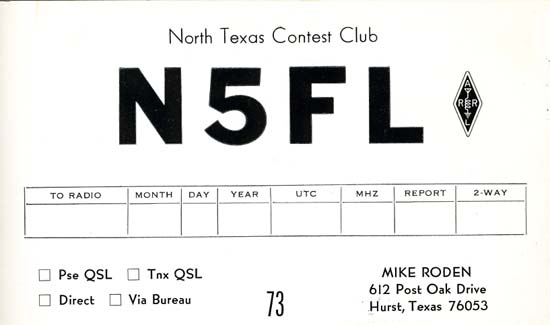 North Texas Contest Club
N5FL
ARRL
TO RADIO MONTH DAY YEAR UTC MHZ REPORT 2-WAY
Pse QSL Tnx QSL
Direct Via Bureau
73
MIKE RODEN
612 Post Oak Drive
Hurst, Texas 76053